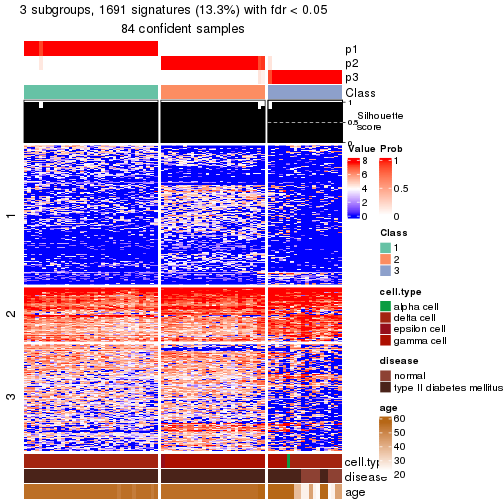 3 subgroups, 1691 signatures (13.3%) with fdr < 0.05
84 confident samples
p1
p2
p3
Class
1
0.5
0
Silhouette
score
1
2
3
Value
8
6
4
2
0
Prob
1
0.5
0
Class
1
2
3
cell.type
alpha cell
delta cell
epsilon cell
gamma cell
disease
normal
type II diabetes mellitus
age
60
50
40
30
20
cell.typ
disease
age